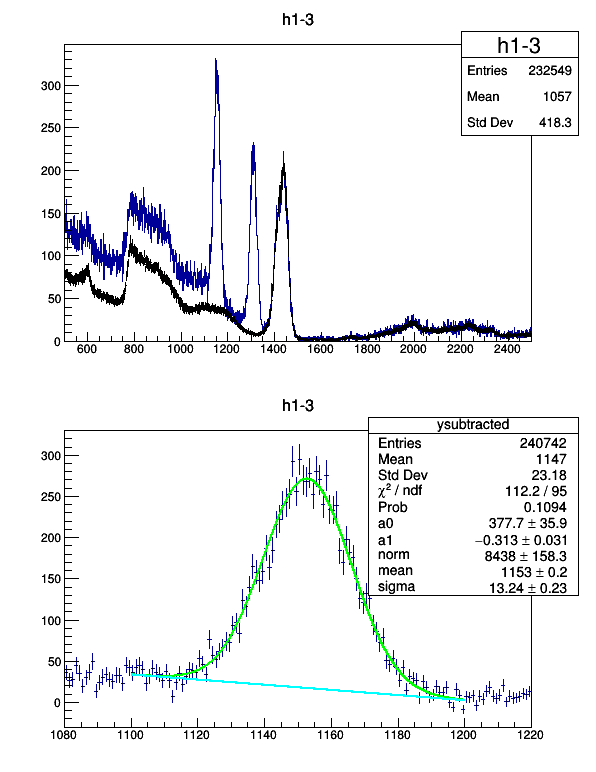 h1-3
h1-3
Entries 232549
Mean 1057
Std Dev 418.3
350
300
250
200
150
100
50
0
600 800 1000 1200 1400 1600 1800 2000 2200 2400
h1-3
ysubtracted
Entries 240742
Mean 1147
Std Dev 23.18
χ² / ndf 112.2 / 95
Prob 0.1094
a0 377.7 ± 35.9
a1 −0.313 ± 0.031
norm 8438 ± 158.3
mean 1153 ± 0.2
sigma 13.24 ± 0.23
300
250
200
150
100
50
0
1080 1100 1120 1140 1160 1180 1200 1220